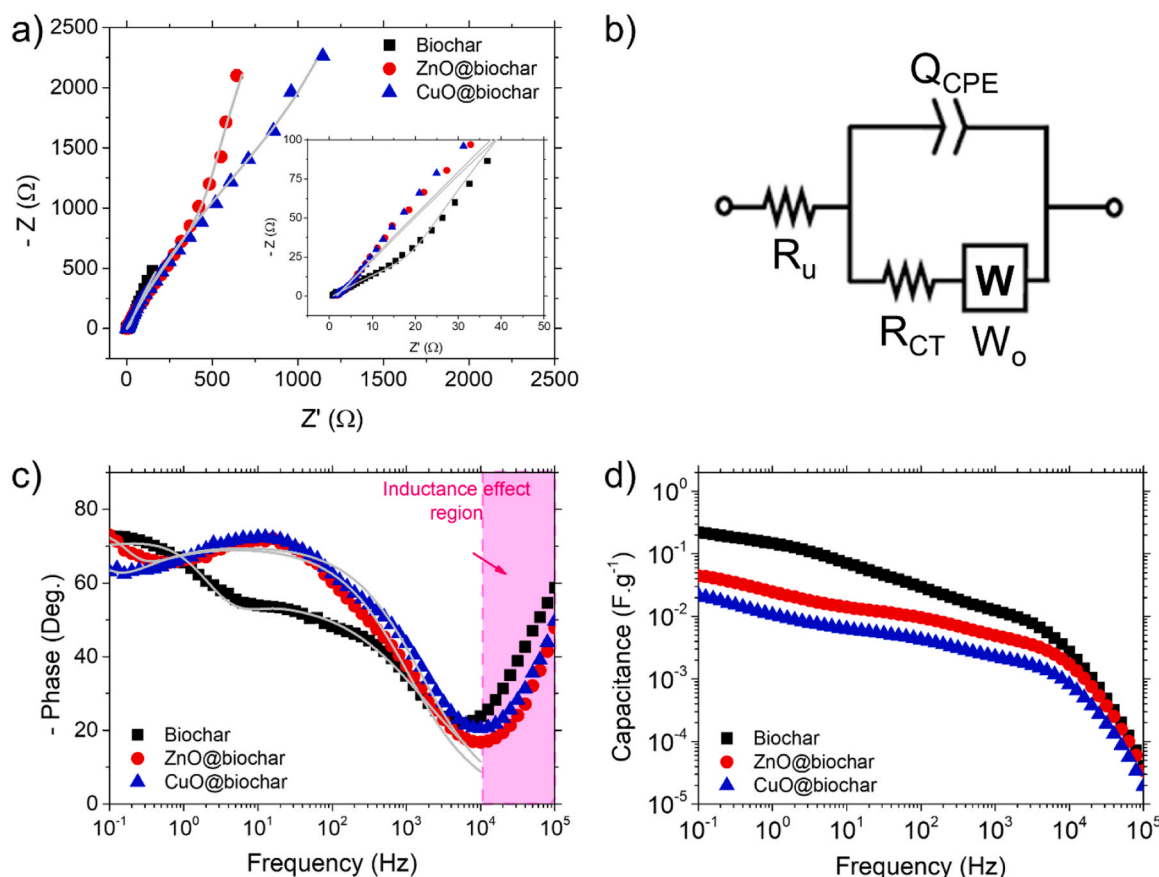 a)
2500
2000
1500
1000
500
0
- Z (Ω)
Biochar
ZnO@biochar
CuO@biochar
100
75
50
25
0
- Z (Ω)
0 10 20 30 40 50
Z' (Ω)
0 500 1000 1500 2000 2500
Z' (Ω)
b)
Q_CPE
R_u
R_CT
W
W_o
c)
80
60
40
20
0
- Phase (Deg.)
Inductance effect
region
Biochar
ZnO@biochar
CuO@biochar
10⁻¹ 10⁰ 10¹ 10² 10³ 10⁴ 10⁵
Frequency (Hz)
d)
10⁰
10⁻¹
10⁻²
10⁻³
10⁻⁴
10⁻⁵
Capacitance (F.g⁻¹)
Biochar
ZnO@biochar
CuO@biochar
10⁻¹ 10⁰ 10¹ 10² 10³ 10⁴ 10⁵
Frequency (Hz)